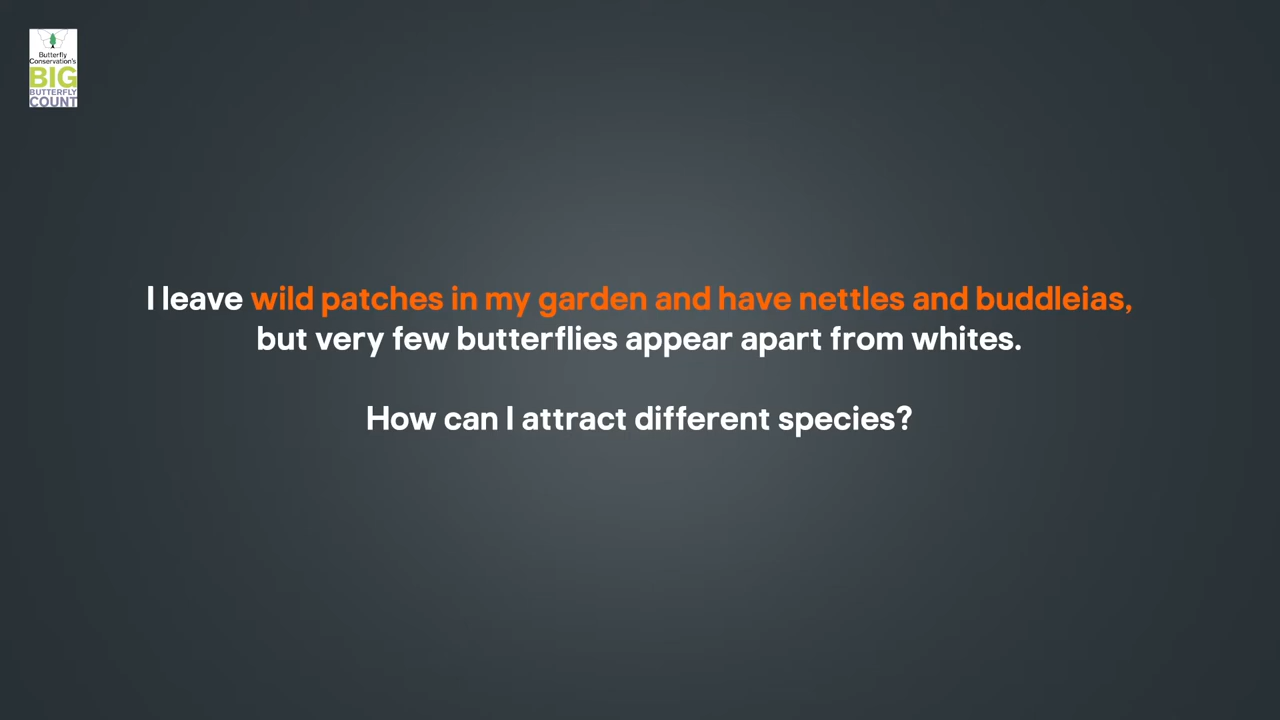 Butterfly
Conservation's
BIG
BUTTERFLY
COUNT
I leave wild patches in my garden and have nettles and buddleias,
but very few butterflies appear apart from whites.
How can I attract different species?